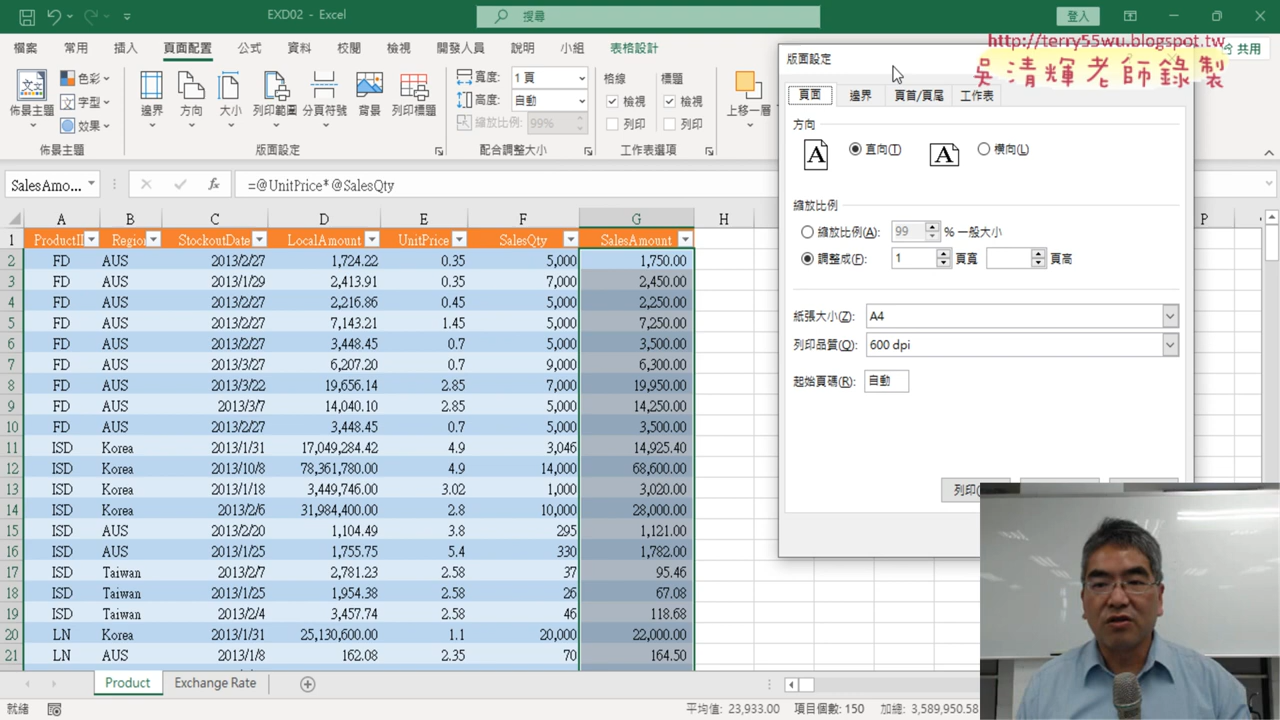 EXD02 - Excel
搜尋
登入
http://terry55wu.blogspot.tw
吳清輝老師錄製
檔案 常用 插入 頁面配置 公式 資料 校閱 檢視 開發人員 說明 小組 表格設計
共用
佈景主題
色彩
字型
效果
邊界 方向 大小 列印範圍 分頁符號 背景 列印標題
寬度: 1 頁
高度: 自動
縮放比例: 99%
格線 標題
檢視 檢視
列印 列印
上移一層
佈景主題 版面設定 配合調整大小 工作表選項
SalesAmo... =@UnitPrice*@SalesQty
版面設定
頁面 邊界 頁首/頁尾 工作表
方向
A 直向(T) A 橫向(L)
縮放比例
縮放比例(A): 99 % 一般大小
調整成(F): 1 頁寬 頁高
紙張大小(Z): A4
列印品質(Q): 600 dpi
起始頁碼(R): 自動
A B C D E F G H P
1 ProductI Region StockoutDate LocalAmount UnitPrice SalesQty SalesAmount
2 FD AUS 2013/2/27 1,724.22 0.35 5,000 1,750.00
3 FD AUS 2013/1/29 2,413.91 0.35 7,000 2,450.00
4 FD AUS 2013/2/27 2,216.86 0.45 5,000 2,250.00
5 FD AUS 2013/2/27 7,143.21 1.45 5,000 7,250.00
6 FD AUS 2013/2/27 3,448.45 0.7 5,000 3,500.00
7 FD AUS 2013/3/27 6,207.20 0.7 9,000 6,300.00
8 FD AUS 2013/3/22 19,656.14 2.85 7,000 19,950.00
9 FD AUS 2013/3/7 14,040.10 2.85 5,000 14,250.00
10 FD AUS 2013/2/27 3,448.45 0.7 5,000 3,500.00
11 ISD Korea 2013/1/31 17,049,284.42 4.9 3,046 14,925.40
12 ISD Korea 2013/10/8 78,361,780.00 4.9 14,000 68,600.00
13 ISD Korea 2013/1/18 3,449,746.00 3.02 1,000 3,020.00
14 ISD Korea 2013/2/6 31,984,400.00 2.8 10,000 28,000.00
15 ISD AUS 2013/2/20 1,104.49 3.8 295 1,121.00
16 ISD AUS 2013/1/25 1,755.75 5.4 330 1,782.00
17 ISD Taiwan 2013/2/7 2,781.23 2.58 37 95.46
18 ISD Taiwan 2013/1/25 1,954.38 2.58 26 67.08
19 ISD Taiwan 2013/2/4 3,457.74 2.58 46 118.68
20 LN Korea 2013/1/31 25,130,600.00 1.1 20,000 22,000.00
21 LN AUS 2013/1/8 162.08 2.35 70 164.50
列印
Product Exchange Rate
就緒 平均值: 23,933.00 項目個數: 150 加總: 3,589,950.58